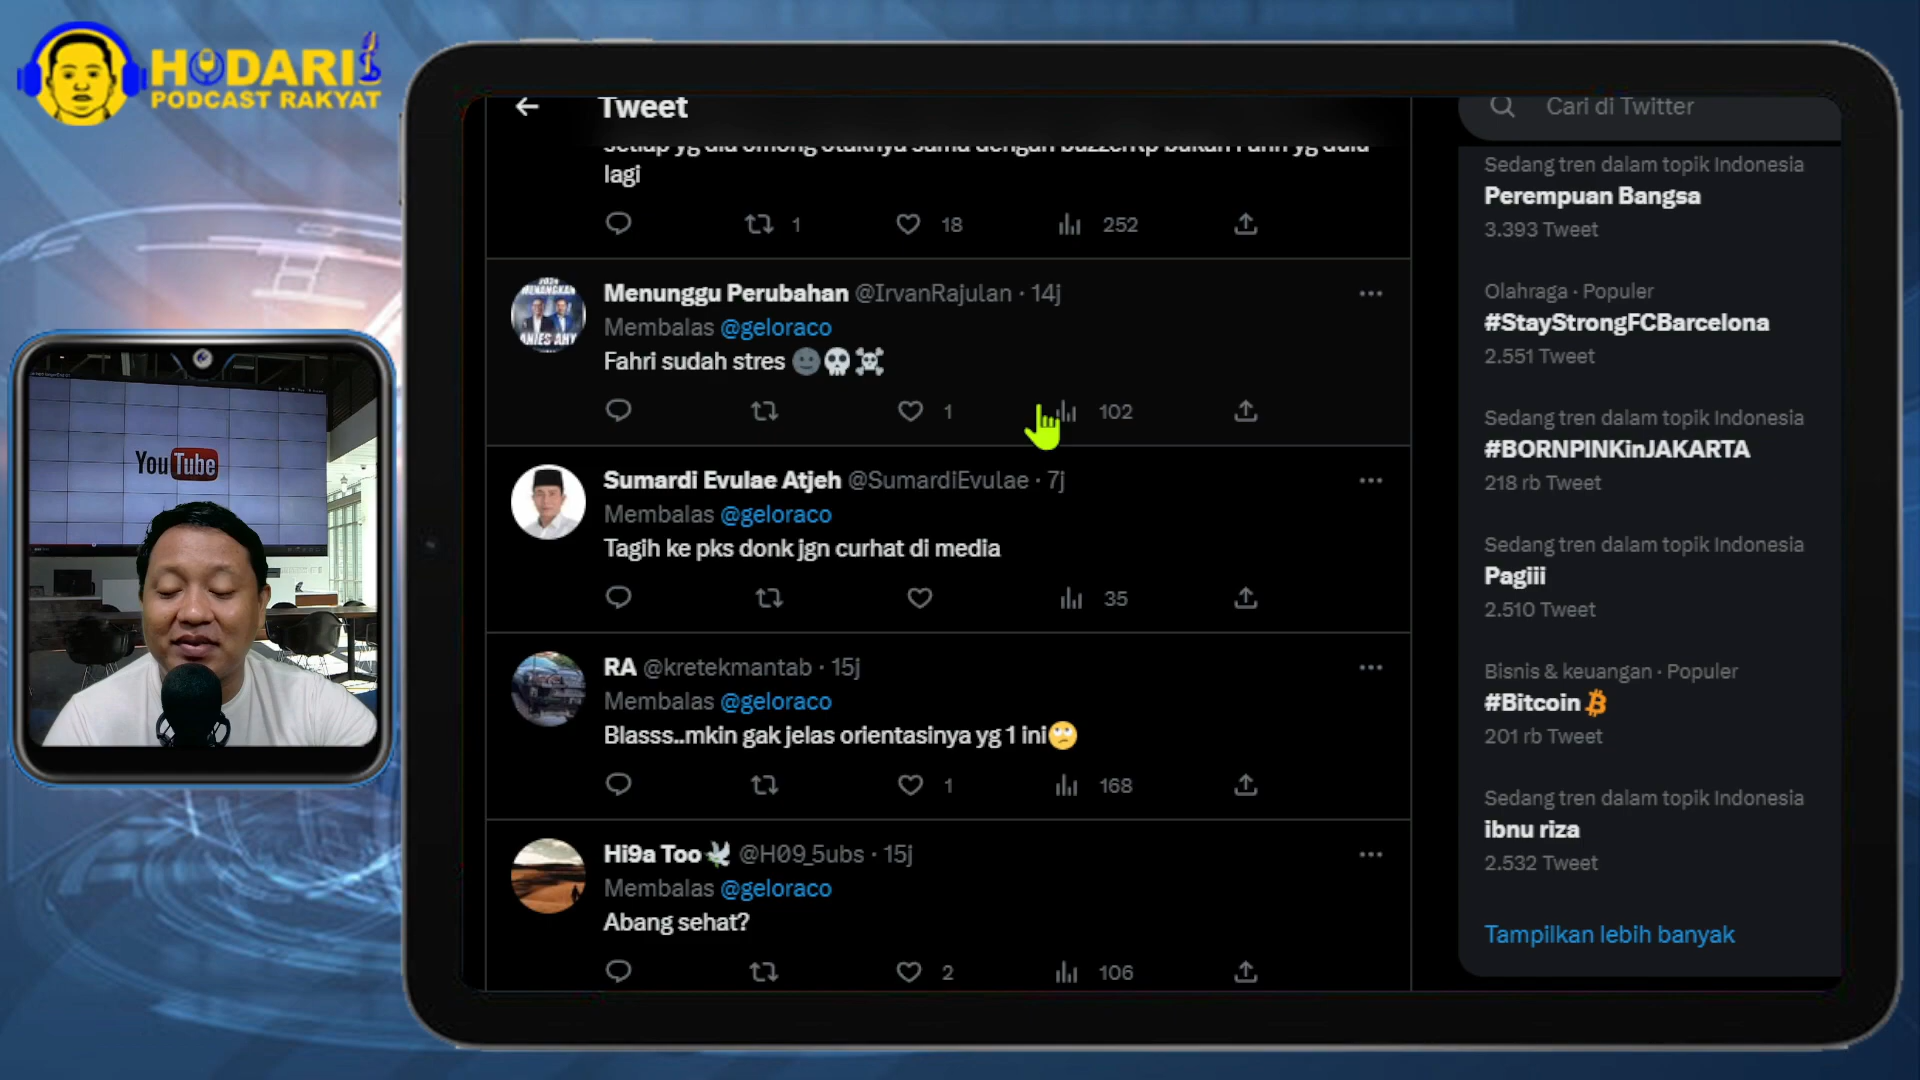 HODARI
PODCAST RAKYAT
YouTube
Tweet
setiap yg dia omong otaknya sama dengan buzzerRp bukan Fahri yg dulu
lagi
1
18
252
Menunggu Perubahan @IrvanRajulan · 14j
2024
MENANGKAN
ANIES AHY
Membalas @geloraco
Fahri sudah stres 🌚💀☠️
1
102
Sumardi Evulae Atjeh @SumardiEvulae · 7j
Membalas @geloraco
Tagih ke pks donk jgn curhat di media
35
RA @kretekmantab · 15j
Membalas @geloraco
Blasss..mkin gak jelas orientasinya yg 1 ini🙄
1
168
Hi9a Too🕊 @H09_5ubs · 15j
Membalas @geloraco
Abang sehat?
2
106
Cari di Twitter
Sedang tren dalam topik Indonesia
Perempuan Bangsa
3.393 Tweet
Olahraga · Populer
#StayStrongFCBarcelona
2.551 Tweet
Sedang tren dalam topik Indonesia
#BORNPINKinJAKARTA
218 rb Tweet
Sedang tren dalam topik Indonesia
Pagiii
2.510 Tweet
Bisnis & keuangan · Populer
#Bitcoin
201 rb Tweet
Sedang tren dalam topik Indonesia
ibnu riza
2.532 Tweet
Tampilkan lebih banyak